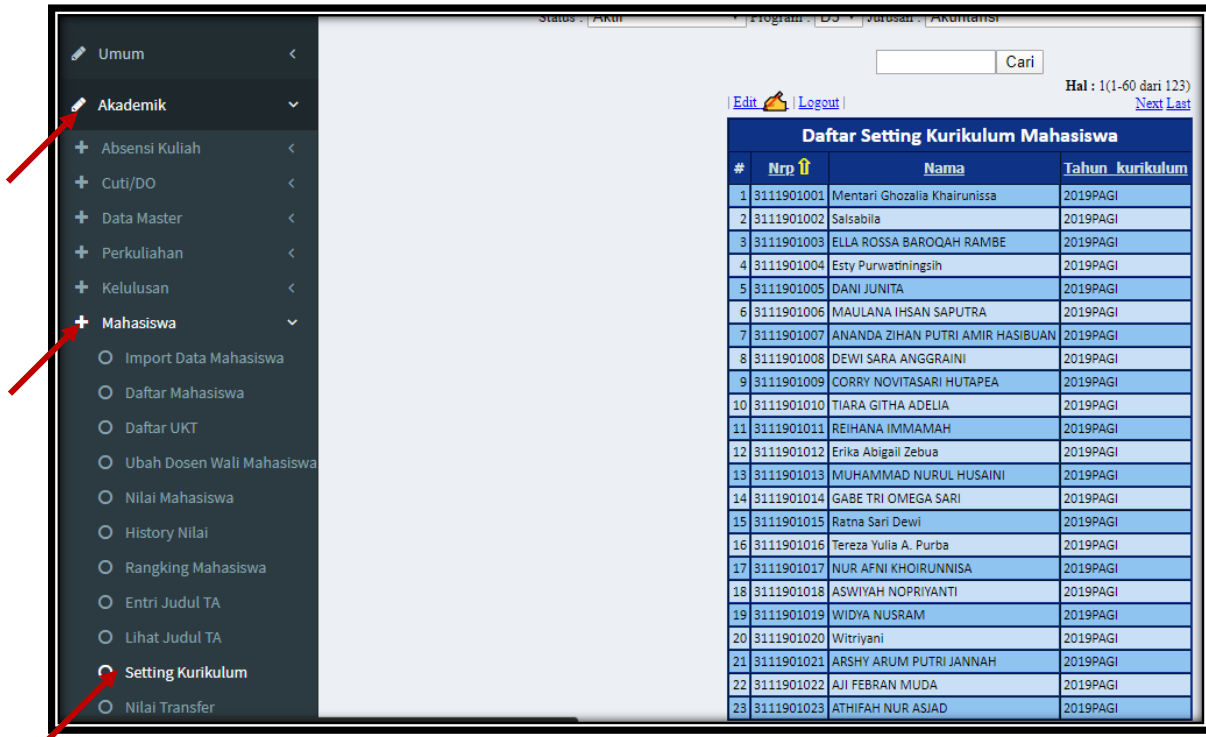 Status : Aktif Program : D3 Jurusan : Akuntansi
Umum
Akademik
Absensi Kuliah
Cuti/DO
Data Master
Perkuliahan
Kelulusan
Mahasiswa
Import Data Mahasiswa
Daftar Mahasiswa
Daftar UKT
Ubah Dosen Wali Mahasiswa
Nilai Mahasiswa
History Nilai
Rangking Mahasiswa
Entri Judul TA
Lihat Judul TA
Setting Kurikulum
Nilai Transfer
Cari
Hal : 1(1-60 dari 123)
| Edit | Logout | Next Last
Daftar Setting Kurikulum Mahasiswa
# Nrp Nama Tahun_kurikulum
1 3111901001 Mentari Ghozalia Khairunissa 2019PAGI
2 3111901002 Salsabila 2019PAGI
3 3111901003 ELLA ROSSA BAROQAH RAMBE 2019PAGI
4 3111901004 Esty Purwatiningsih 2019PAGI
5 3111901005 DANI JUNITA 2019PAGI
6 3111901006 MAULANA IHSAN SAPUTRA 2019PAGI
7 3111901007 ANANDA ZIHAN PUTRI AMIR HASIBUAN 2019PAGI
8 3111901008 DEWI SARA ANGGRAINI 2019PAGI
9 3111901009 CORRY NOVITASARI HUTAPEA 2019PAGI
10 3111901010 TIARA GITHA ADELIA 2019PAGI
11 3111901011 REIHANA IMMAMAH 2019PAGI
12 3111901012 Erika Abigail Zebua 2019PAGI
13 3111901013 MUHAMMAD NURUL HUSAINI 2019PAGI
14 3111901014 GABE TRI OMEGA SARI 2019PAGI
15 3111901015 Ratna Sari Dewi 2019PAGI
16 3111901016 Tereza Yulia A. Purba 2019PAGI
17 3111901017 NUR AFNI KHOIRUNNISA 2019PAGI
18 3111901018 ASWIYAH NOPRIYANTI 2019PAGI
19 3111901019 WIDYA NUSRAM 2019PAGI
20 3111901020 Witriyani 2019PAGI
21 3111901021 ARSHY ARUM PUTRI JANNAH 2019PAGI
22 3111901022 AJI FEBRAN MUDA 2019PAGI
23 3111901023 ATHIFAH NUR ASJAD 2019PAGI